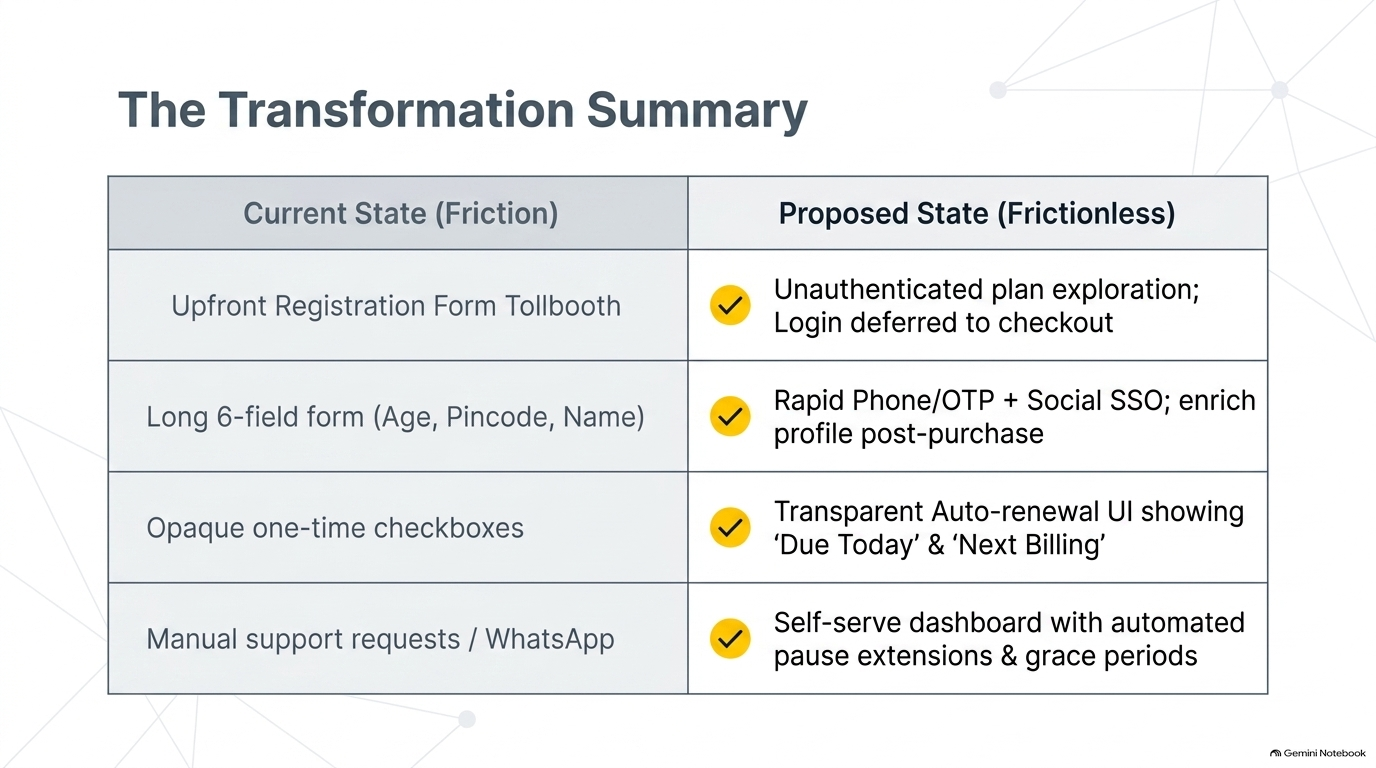 The Transformation Summary
Current State (Friction)
Proposed State (Frictionless)
Upfront Registration Form Tollbooth
Unauthenticated plan exploration;
Login deferred to checkout
Long 6-field form (Age, Pincode, Name)
Rapid Phone/OTP + Social SSO; enrich
profile post-purchase
Opaque one-time checkboxes
Transparent Auto-renewal UI showing
‘Due Today’ & ‘Next Billing’
Manual support requests / WhatsApp
Self-serve dashboard with automated
pause extensions & grace periods
Gemini Notebook